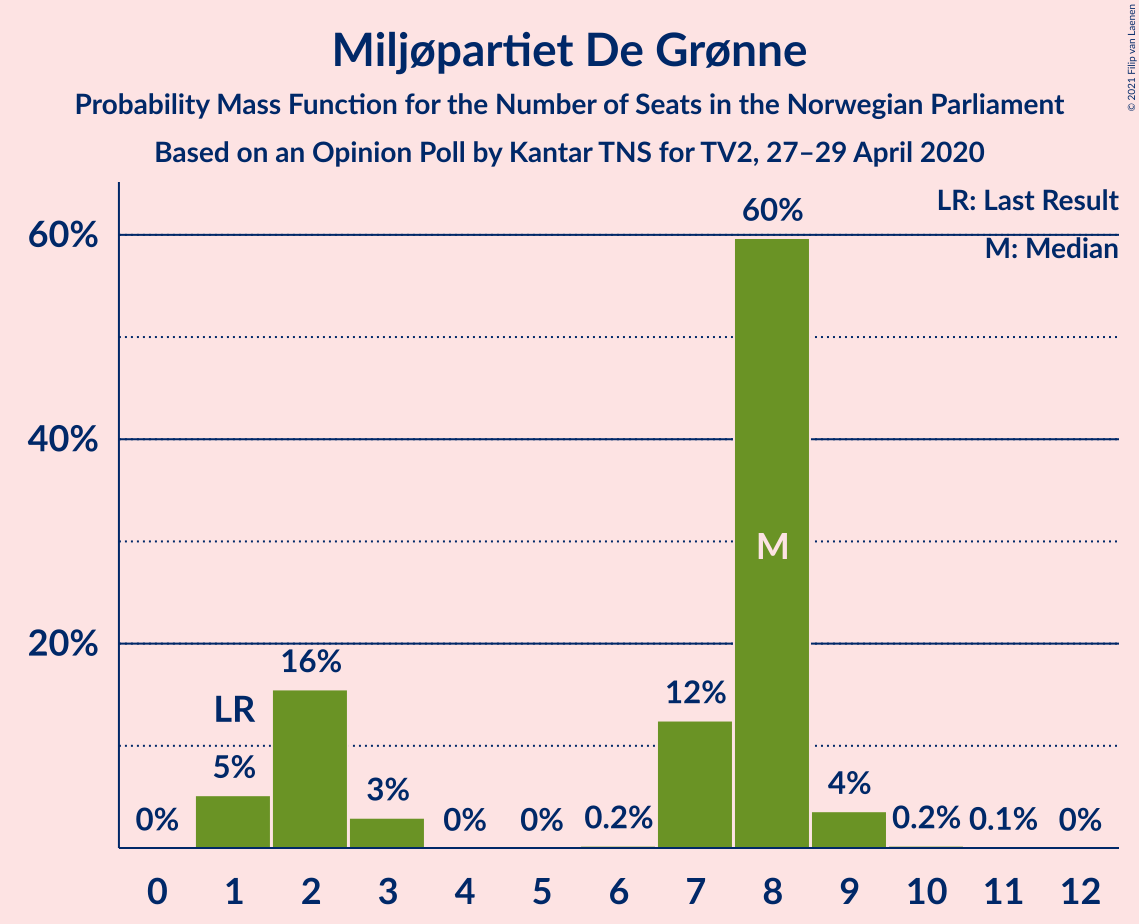 Miljøpartiet De Grønne
Probability Mass Function for the Number of Seats in the Norwegian Parliament
Based on an Opinion Poll by Kantar TNS for TV2, 27–29 April 2020
© 2021 Filip van Laenen
LR: Last Result
M: Median
60%
40%
20%
0%
LR
5%
16%
3%
0%
0%
0.2%
12%
60%
M
4%
0.2%
0.1%
0%
0 1 2 3 4 5 6 7 8 9 10 11 12